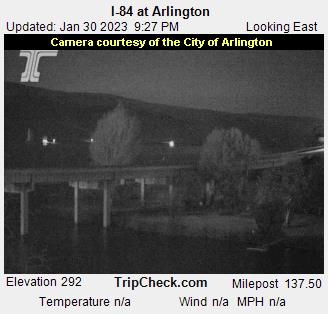 I-84 at Arlington
Updated: Jan 30 2023 9:27 PM Looking East
Camera courtesy of the City of Arlington
Elevation 292 TripCheck.com Milepost 137.50
Temperature n/a Wind n/a MPH n/a